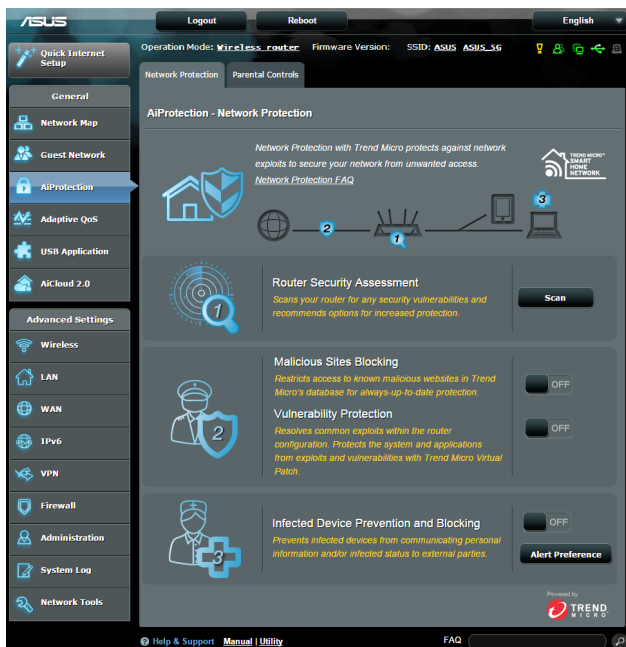 ASUS
Logout
Reboot
English
Quick Internet
Setup
Operation Mode: Wireless router Firmware Version: SSID: ASUS ASUS_5G
Network Protection
Parental Controls
General
Network Map
Guest Network
AiProtection
Adaptive QoS
USB Application
AiCloud 2.0
Advanced Settings
Wireless
LAN
WAN
IPv6
VPN
Firewall
Administration
System Log
Network Tools
AiProtection - Network Protection
Network Protection with Trend Micro protects against network
exploits to secure your network from unwanted access.
Network Protection FAQ
TREND MICRO™
SMART
HOME
NETWORK
2
1
3
1
Router Security Assessment
Scans your router for any security vulnerabilities and
recommends options for increased protection.
Scan
2
Malicious Sites Blocking
Restricts access to known malicious websites in Trend
Micro's database for always-up-to-date protection.
OFF
Vulnerability Protection
Resolves common exploits within the router
configuration. Protects the system and applications
from exploits and vulnerabilities with Trend Micro Virtual
Patch.
OFF
3
Infected Device Prevention and Blocking
Prevents infected devices from communicating personal
information and/or infected status to external parties.
OFF
Alert Preference
Powered by
TREND
MICRO
Help & Support Manual | Utility
FAQ